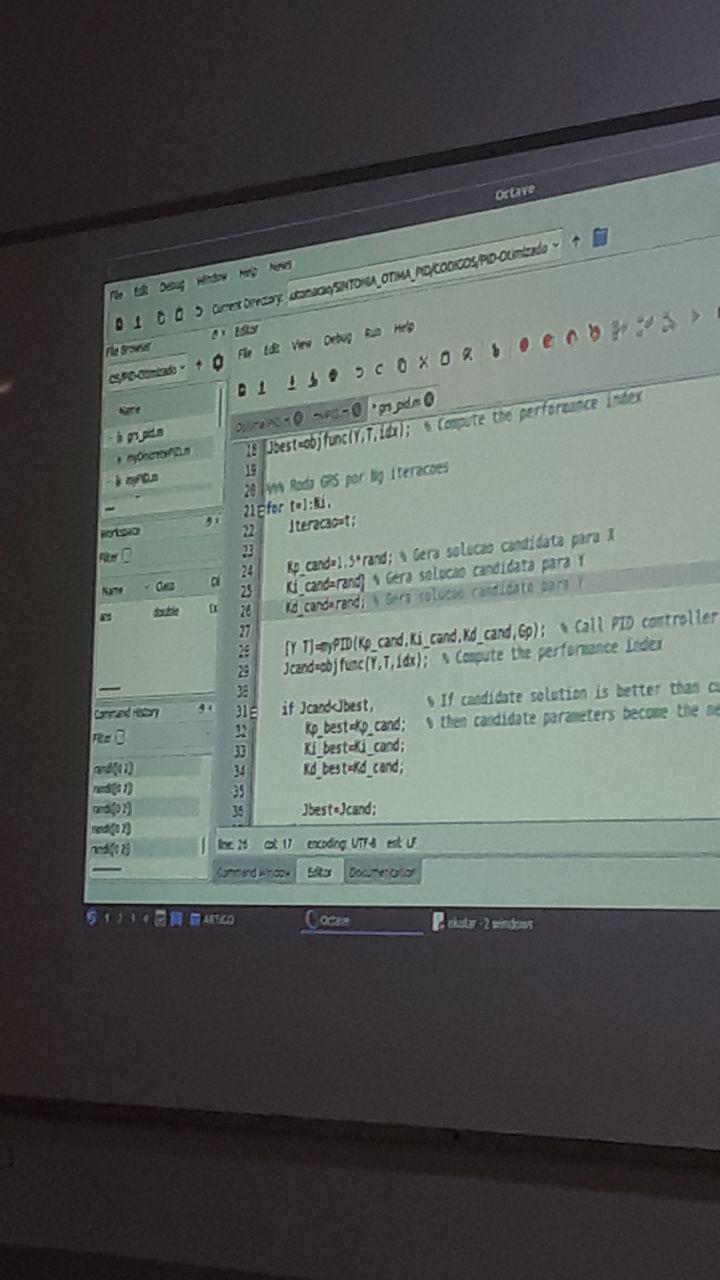 Octave
File Edit Debug Window Help News
Current Directory: utomacao/SINTONIA_OTIMA_PID/CODIGOS/PID-Otimizado
File Browser
Editor
OS/PID-Otimizado
File Edit View Debug Run Help
Name
grs_pid.m
myDiscretePID.m
myPID.m
myPID.m
* grs_pid.m
Workspace
Filter
Name Class
ans double 1x
Command History
Filter
randi([0 1])
randi([0 2])
randi([0 2])
randi([0 2])
randi([0 2])
18 Jbest=objfunc(Y,T,idx); % Compute the performance index
19
20 %%% Roda GRS por Ng iteracoes
21 for t=1:Ni,
22 iteracao=t;
23
24 Kp_cand=1.5*rand; % Gera solucao candidata para X
25 Ki_cand=rand; % Gera solucao candidata para Y
26 Kd_cand=rand; % Gera solucao candidata para Y
27
28 [Y T]=myPID(Kp_cand,Ki_cand,Kd_cand,Gp); % Call PID controller
29 Jcand=objfunc(Y,T,idx); % Compute the performance index
30
31 if Jcand<Jbest, % If candidate solution is better than cu
32 Kp_best=Kp_cand; % then candidate parameters become the ne
33 Ki_best=Ki_cand;
34 Kd_best=Kd_cand;
35
36 Jbest=Jcand;
line: 26 col: 17 encoding: UTF-8 eol: LF
Command Window Editor Documentation
1 2 3 4 ARTIGO Octave okular - 2 windows